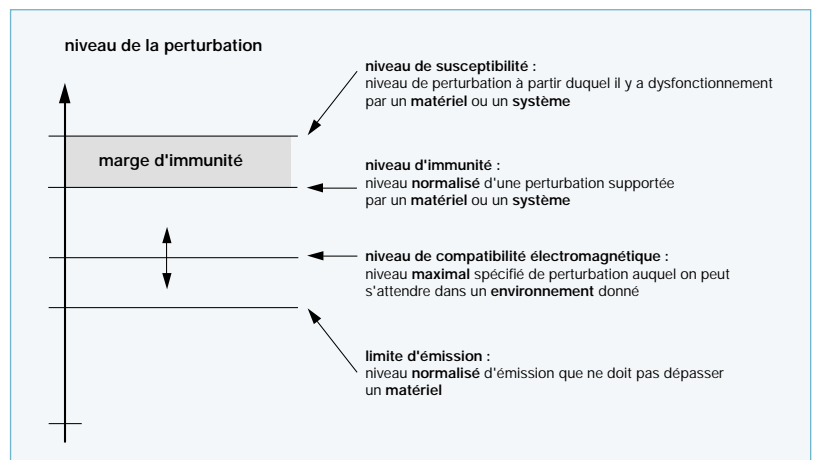 niveau de la perturbation
niveau de susceptibilité :
niveau de perturbation à partir duquel il y a dysfonctionnement
par un matériel ou un système
marge d'immunité
niveau d'immunité :
niveau normalisé d'une perturbation supportée
par un matériel ou un système
niveau de compatibilité électromagnétique :
niveau maximal spécifié de perturbation auquel on peut
s'attendre dans un environnement donné
limite d'émission :
niveau normalisé d'émission que ne doit pas dépasser
un matériel